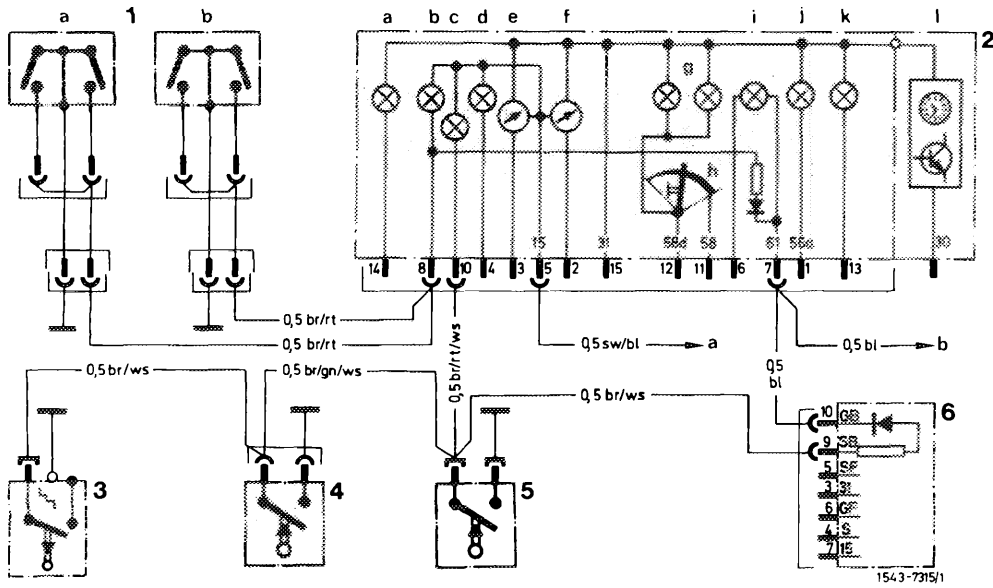 a 1 b
a b c d e f g i j k l 2
h
15 31 58d 58 61 56a 30
14 8 10 4 3 5 2 15 12 11 6 7 1 13
0,5 br/rt
0,5 br/rt
0,5 br/rt/ws
0,5 sw/bl a
0,5 bl b
0,5 br/ws
0,5 br/gn/ws
0,5 br/ws
0,5 bl
3
4
5
6
10 GB
9 SB
5 SF
3 31
6 GF
4 S
7 15
1543-7315/1